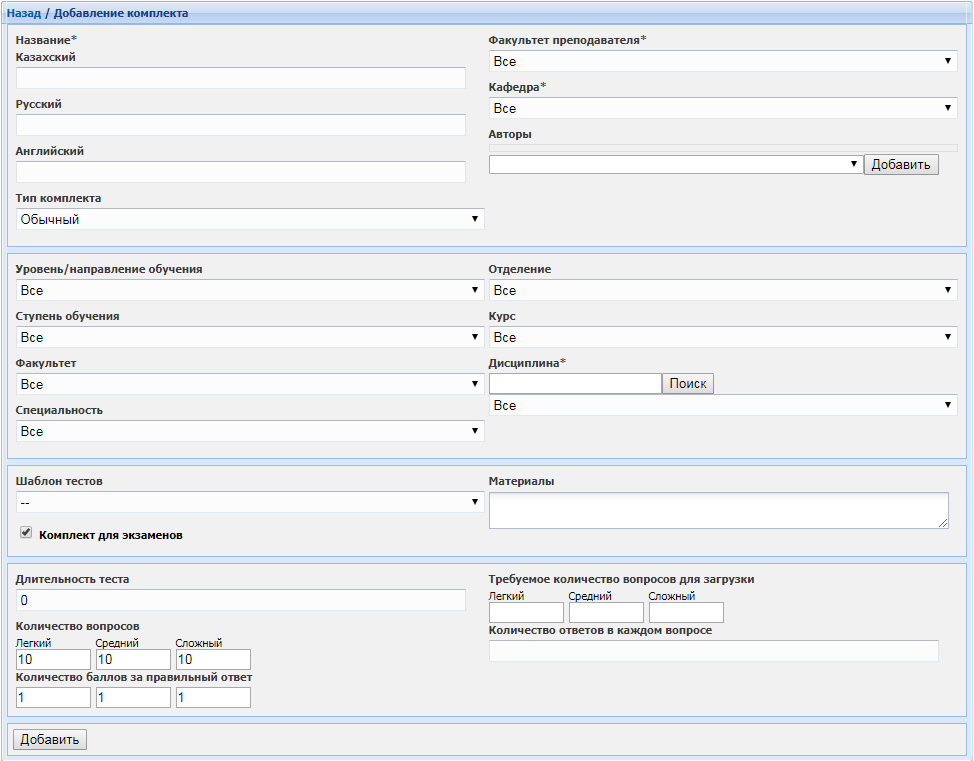 Назад / Добавление комплекта
Название*
Казахский
Русский
Английский
Тип комплекта
Обычный
Факультет преподавателя*
Все
Кафедра*
Все
Авторы
Добавить
Уровень/направление обучения
Все
Ступень обучения
Все
Факультет
Все
Специальность
Все
Отделение
Все
Курс
Все
Дисциплина*
Поиск
Все
Шаблон тестов
--
Комплект для экзаменов
Материалы
Длительность теста
0
Количество вопросов
Легкий Средний Сложный
10 10 10
Количество баллов за правильный ответ
1 1 1
Требуемое количество вопросов для загрузки
Легкий Средний Сложный
Количество ответов в каждом вопросе
Добавить